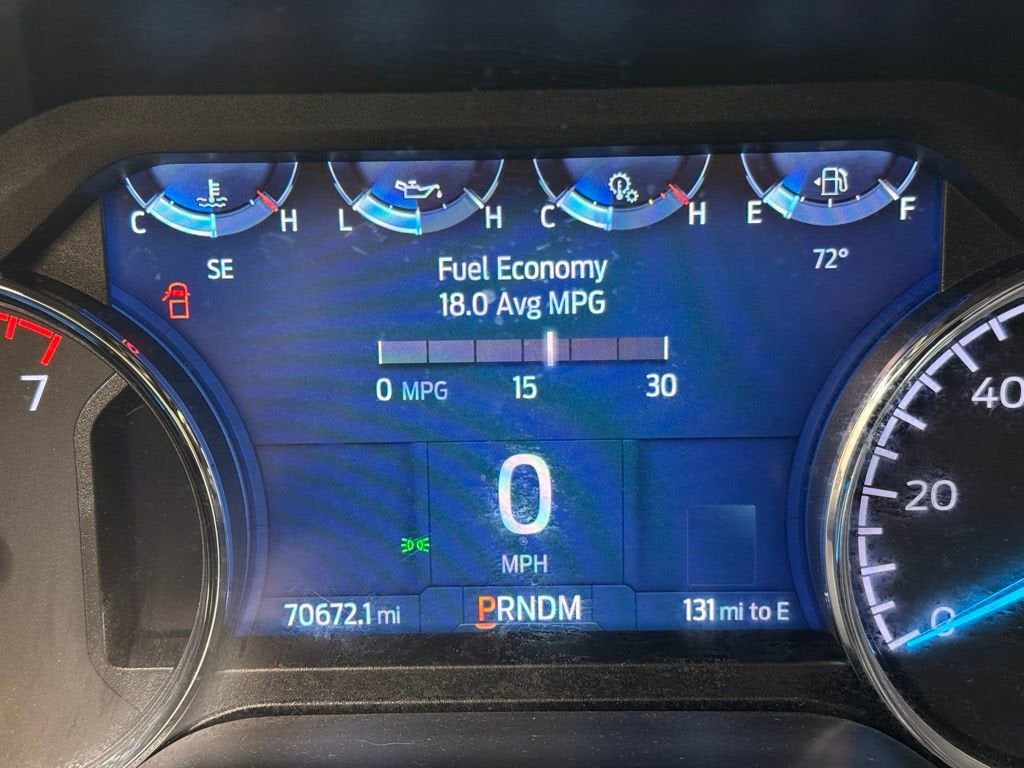 C H L H C H E F
SE
72°
Fuel Economy
18.0 Avg MPG
0 MPG 15 30
7
40
20
0
0
MPH
70672.1 mi
PRNDM
131 mi to E